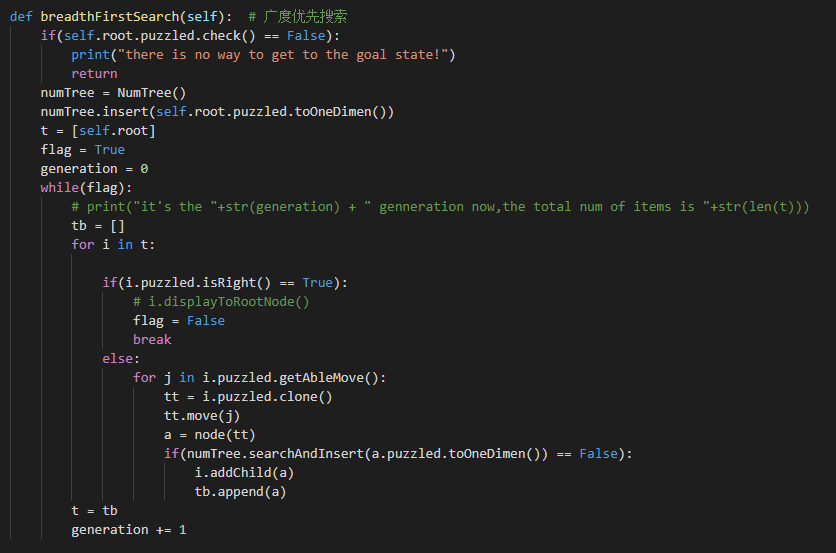 def breadthFirstSearch(self):  # 广度优先搜索
    if(self.root.puzzled.check() == False):
        print("there is no way to get to the goal state!")
        return
    numTree = NumTree()
    numTree.insert(self.root.puzzled.toOneDimen())
    t = [self.root]
    flag = True
    generation = 0
    while(flag):
        # print("it's the "+str(generation) + " genneration now,the total num of items is "+str(len(t)))
        tb = []
        for i in t:

            if(i.puzzled.isRight() == True):
                # i.displayToRootNode()
                flag = False
                break
            else:
                for j in i.puzzled.getAbleMove():
                    tt = i.puzzled.clone()
                    tt.move(j)
                    a = node(tt)
                    if(numTree.searchAndInsert(a.puzzled.toOneDimen()) == False):
                        i.addChild(a)
                        tb.append(a)
        t = tb
        generation += 1